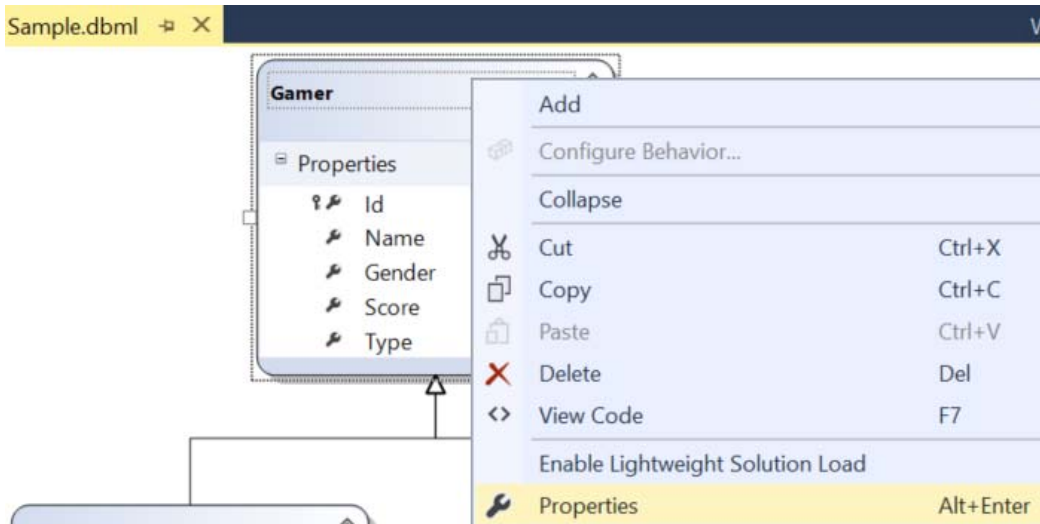 Sample.dbml
Gamer
Properties
Id
Name
Gender
Score
Type
Add
Configure Behavior...
Collapse
Cut Ctrl+X
Copy Ctrl+C
Paste Ctrl+V
Delete Del
View Code F7
Enable Lightweight Solution Load
Properties Alt+Enter